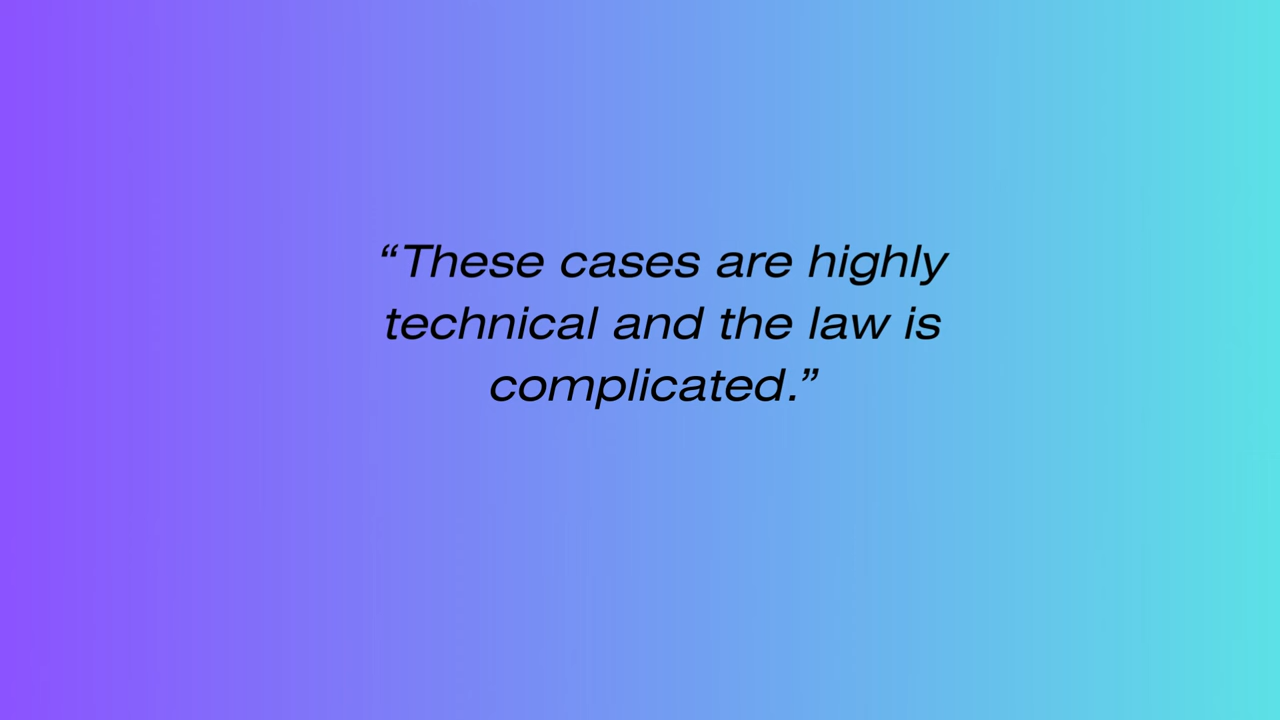 “These cases are highly
technical and the law is
complicated.”